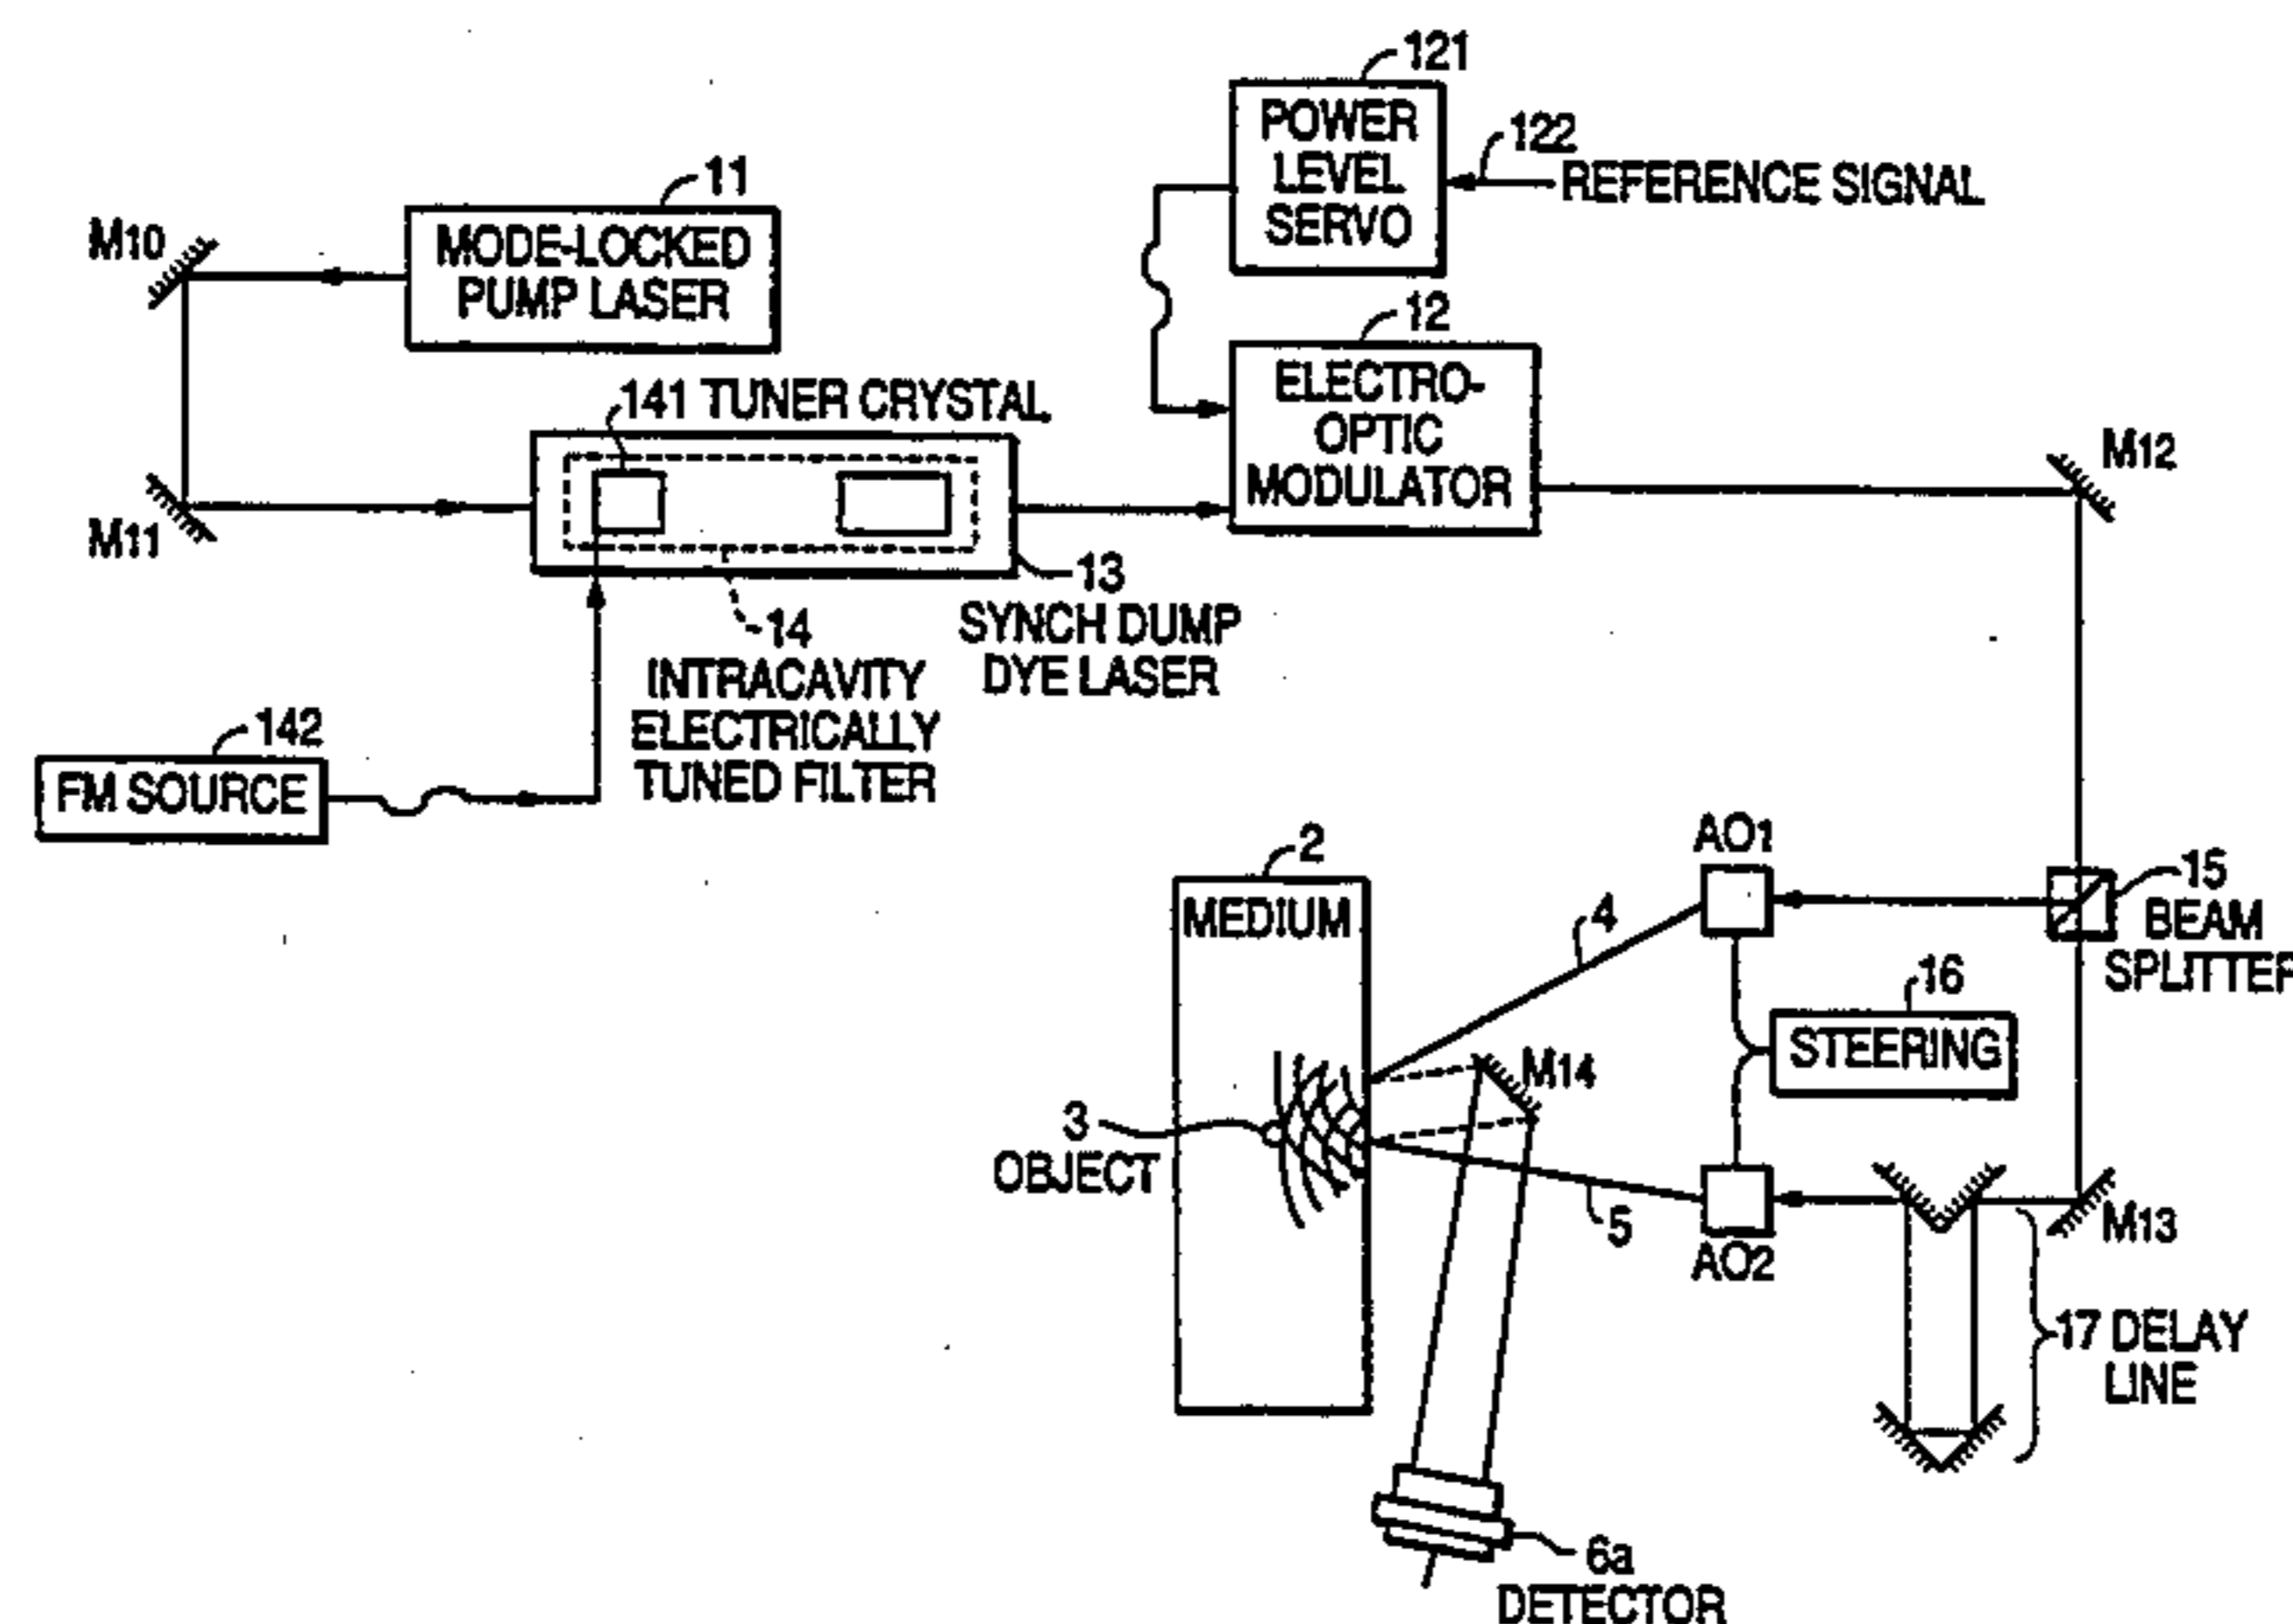 121
POWER
LEVEL
SERVO
122
REFERENCE SIGNAL
11
MODE-LOCKED
PUMP LASER
M10
12
ELECTRO-
OPTIC
MODULATOR
M12
141 TUNER CRYSTAL
M11
13
SYNCH DUMP
DYE LASER
14
INTRACAVITY
ELECTRICALLY
TUNED FILTER
142
FM SOURCE
2
MEDIUM
AO1
15
BEAM
SPLITTER
4
16
STEERING
M14
3
OBJECT
5
AO2
M13
17 DELAY
LINE
6a
DETECTOR